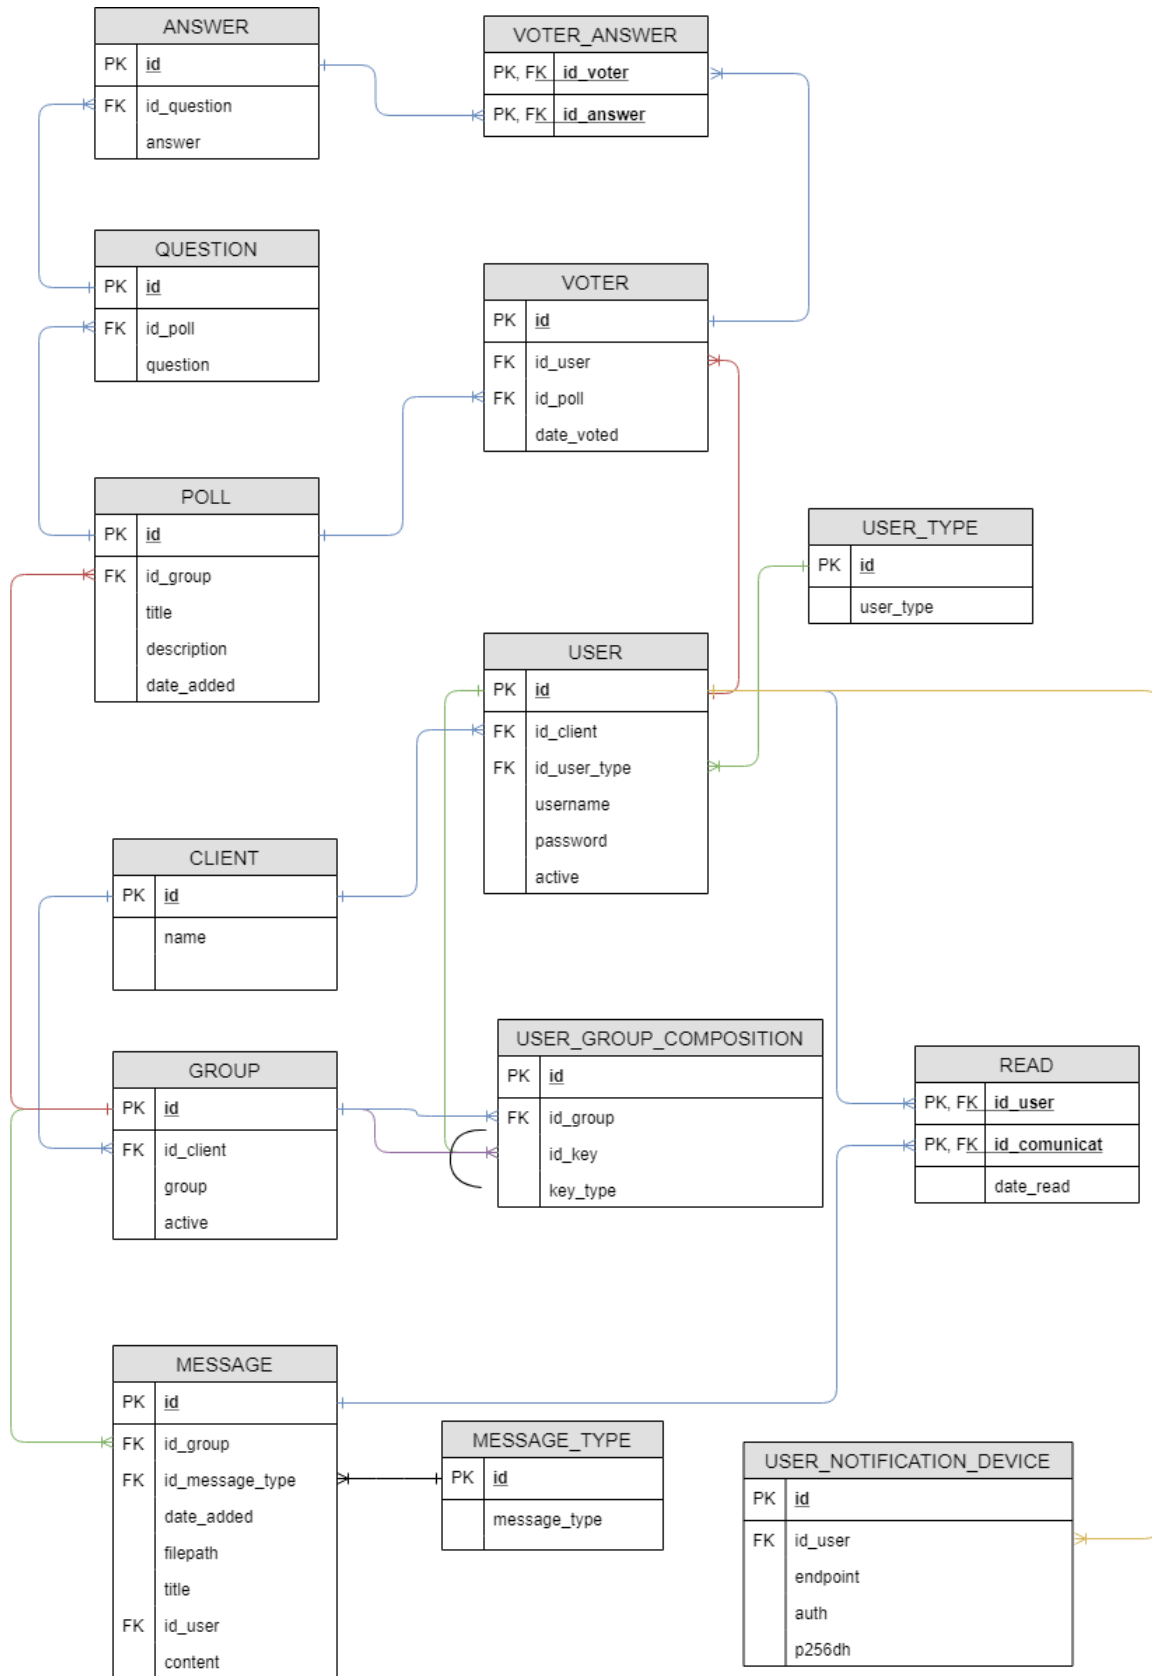 ANSWER
PK id
FK id_question
answer
VOTER_ANSWER
PK, FK id_voter
PK, FK id_answer
QUESTION
PK id
FK id_poll
question
VOTER
PK id
FK id_user
FK id_poll
date_voted
POLL
PK id
FK id_group
title
description
date_added
USER_TYPE
PK id
user_type
USER
PK id
FK id_client
FK id_user_type
username
password
active
CLIENT
PK id
name
USER_GROUP_COMPOSITION
PK id
FK id_group
id_key
key_type
GROUP
PK id
FK id_client
group
active
READ
PK, FK id_user
PK, FK id_comunicat
date_read
MESSAGE
PK id
FK id_group
FK id_message_type
date_added
filepath
title
FK id_user
content
MESSAGE_TYPE
PK id
message_type
USER_NOTIFICATION_DEVICE
PK id
FK id_user
endpoint
auth
p256dh